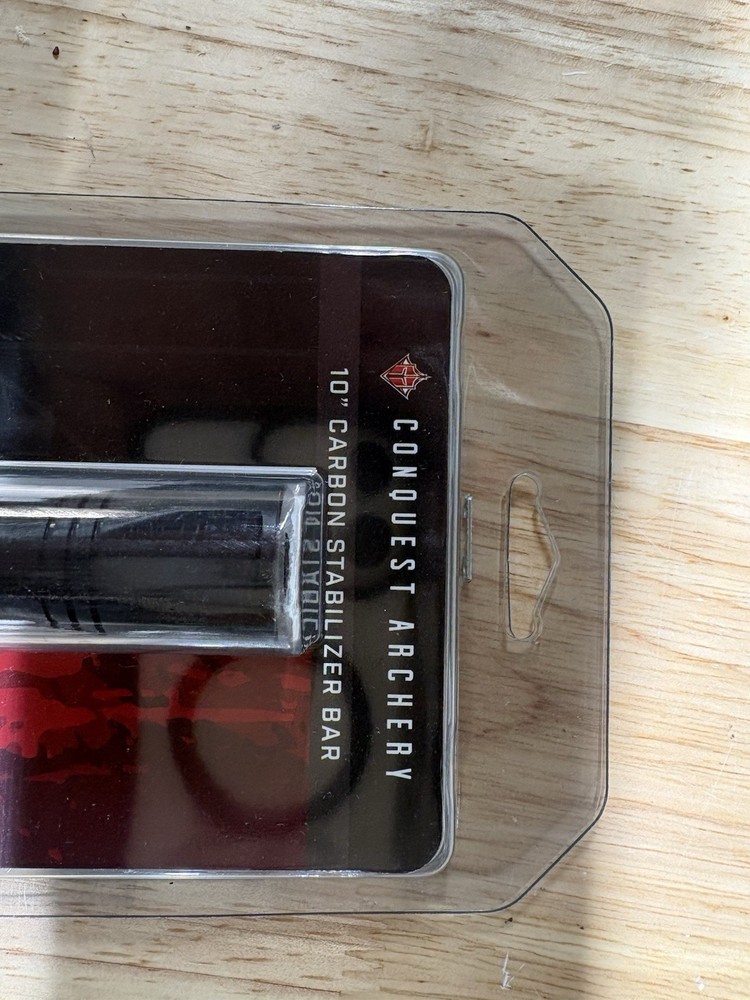 CONQUEST ARCHERY
10” CARBON STABILIZER BAR